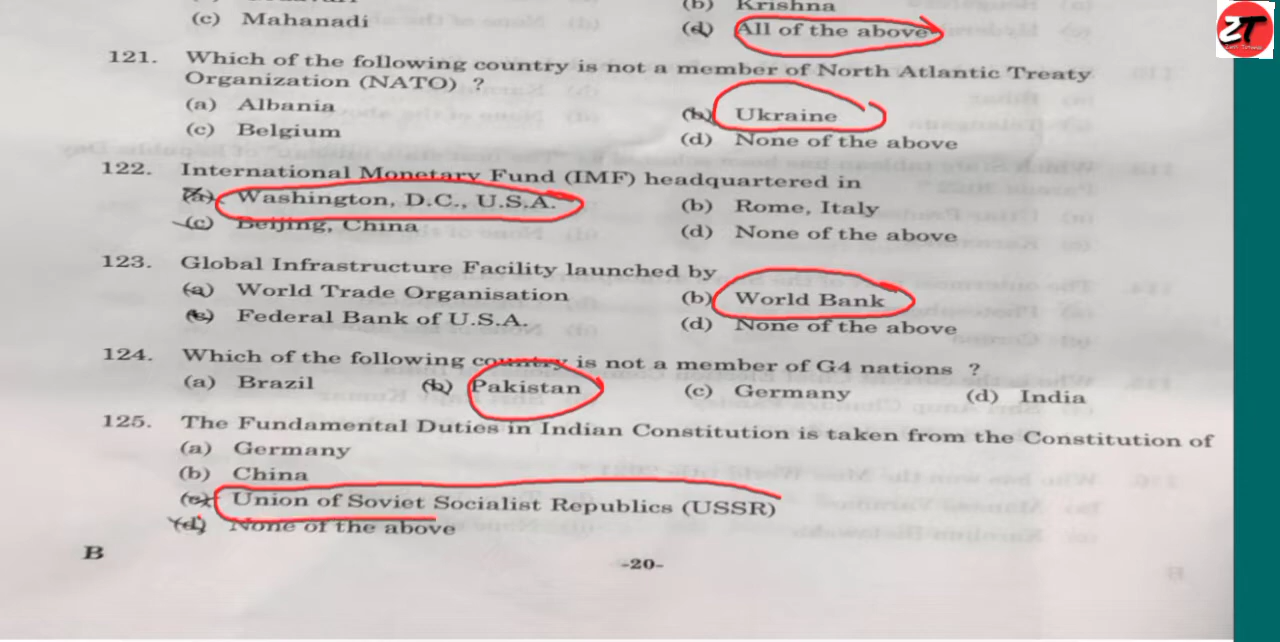 (b) Krishna
(c) Mahanadi
(d) All of the above
121. Which of the following country is not a member of North Atlantic Treaty
Organization (NATO) ?
(a) Albania
(b) Ukraine
(c) Belgium
(d) None of the above
122. International Monetary Fund (IMF) headquartered in
(a) Washington, D.C., U.S.A.
(b) Rome, Italy
(c) Beijing, China
(d) None of the above
123. Global Infrastructure Facility launched by
(a) World Trade Organisation
(b) World Bank
(c) Federal Bank of U.S.A.
(d) None of the above
124. Which of the following country is not a member of G4 nations ?
(a) Brazil (b) Pakistan (c) Germany (d) India
125. The Fundamental Duties in Indian Constitution is taken from the Constitution of
(a) Germany
(b) China
(c) Union of Soviet Socialist Republics (USSR)
(d) None of the above
B
-20-
ZT